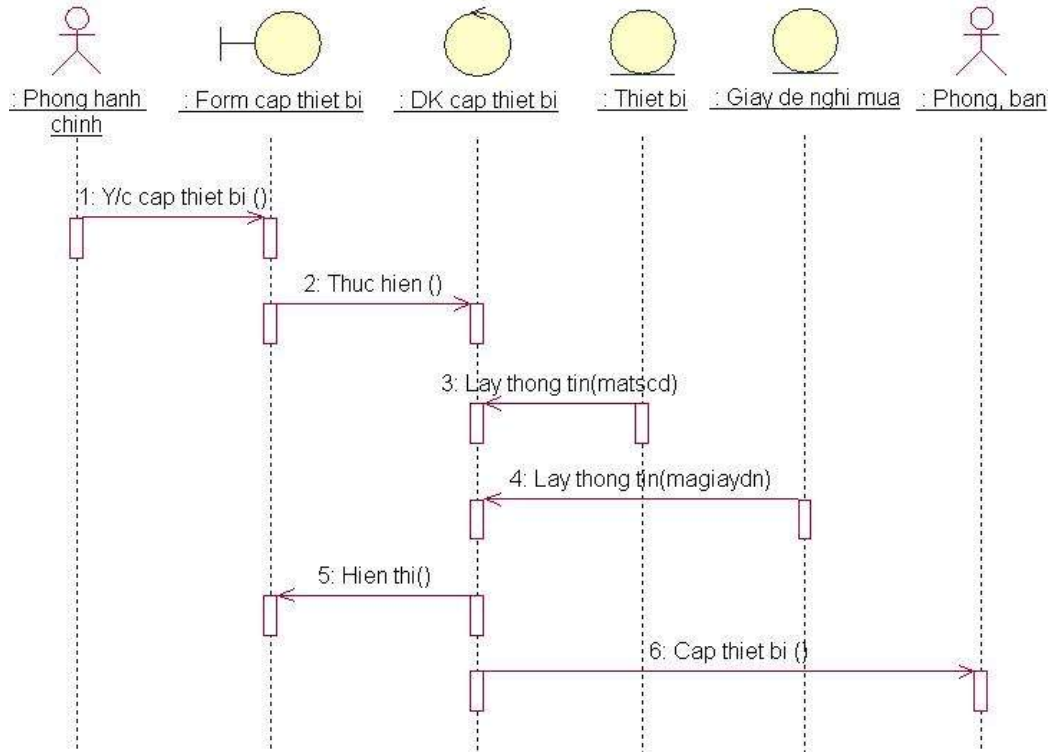 : Phong hanh
chinh
: Form cap thiet bi
: DK cap thiet bi
: Thiet bi
: Giay de nghi mua
: Phong, ban
1: Y/c cap thiet bi ()
2: Thuc hien ()
3: Lay thong tin(matscd)
4: Lay thong tin(magiaydn)
5: Hien thi()
6: Cap thiet bi ()